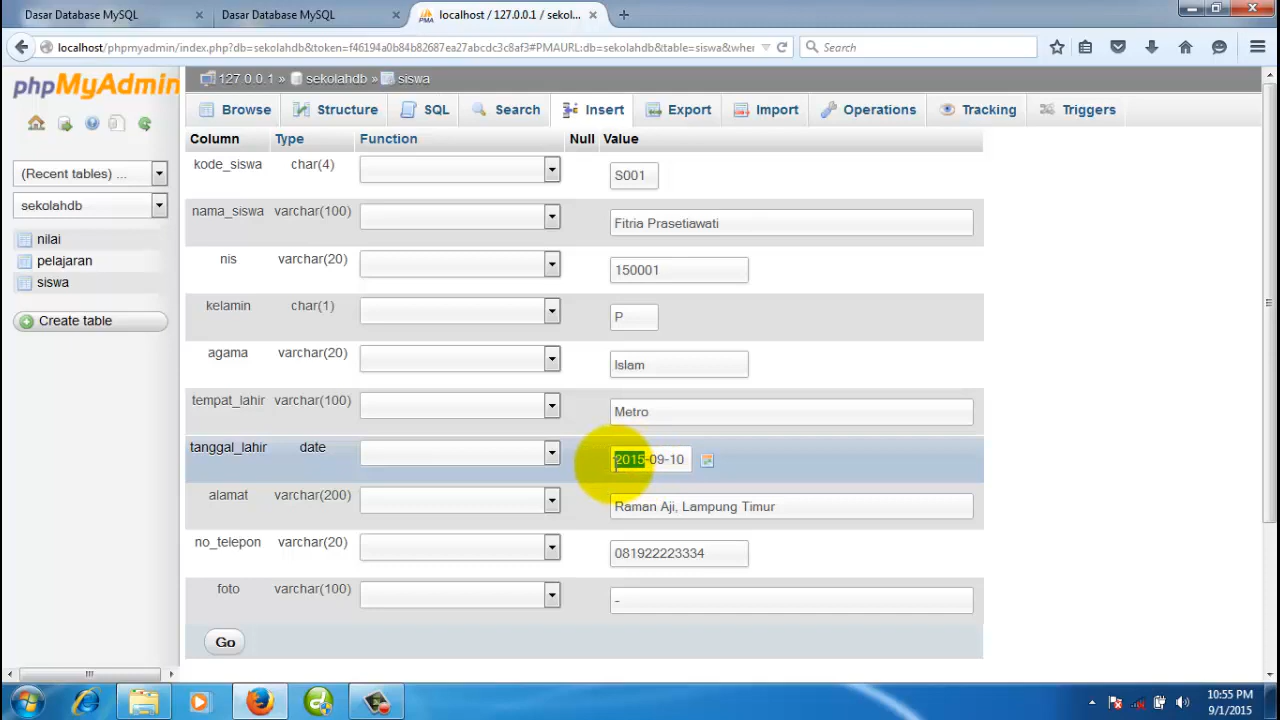 Dasar Database MySQL
Dasar Database MySQL
localhost / 127.0.0.1 / sekol...
localhost/phpmyadmin/index.php?db=sekolahdb&token=f46194a0b84b82687ea27abcdc3c8af3#PMAURL:db=sekolahdb&table=siswa&wher
Search
phpMyAdmin
127.0.0.1 » sekolahdb » siswa
Browse
Structure
SQL
Search
Insert
Export
Import
Operations
Tracking
Triggers
(Recent tables) ...
sekolahdb
nilai
pelajaran
siswa
Create table
Column Type Function Null Value
kode_siswa char(4) S001
nama_siswa varchar(100) Fitria Prasetiawati
nis varchar(20) 150001
kelamin char(1) P
agama varchar(20) Islam
tempat_lahir varchar(100) Metro
tanggal_lahir date 2015-09-10
alamat varchar(200) Raman Aji, Lampung Timur
no_telepon varchar(20) 081922223334
foto varchar(100) -
Go
10:55 PM
9/1/2015